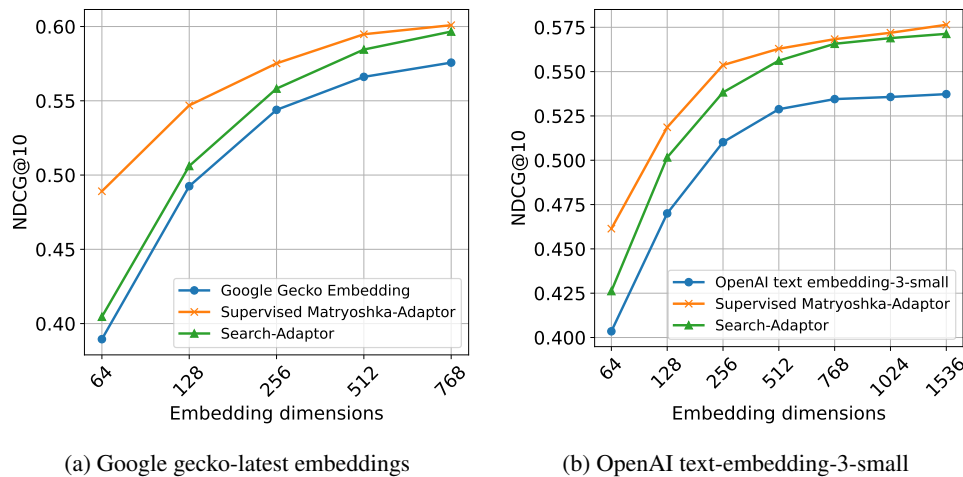 0.60
0.55
0.50
0.45
0.40
NDCG@10
Google Gecko Embedding
Supervised Matryoshka-Adaptor
Search-Adaptor
64
128
256
512
768
Embedding dimensions
(a) Google gecko-latest embeddings
0.575
0.550
0.525
0.500
0.475
0.450
0.425
0.400
NDCG@10
OpenAI text embedding-3-small
Supervised Matryoshka-Adaptor
Search-Adaptor
64
128
256
512
768
1024
1536
Embedding dimensions
(b) OpenAI text-embedding-3-small